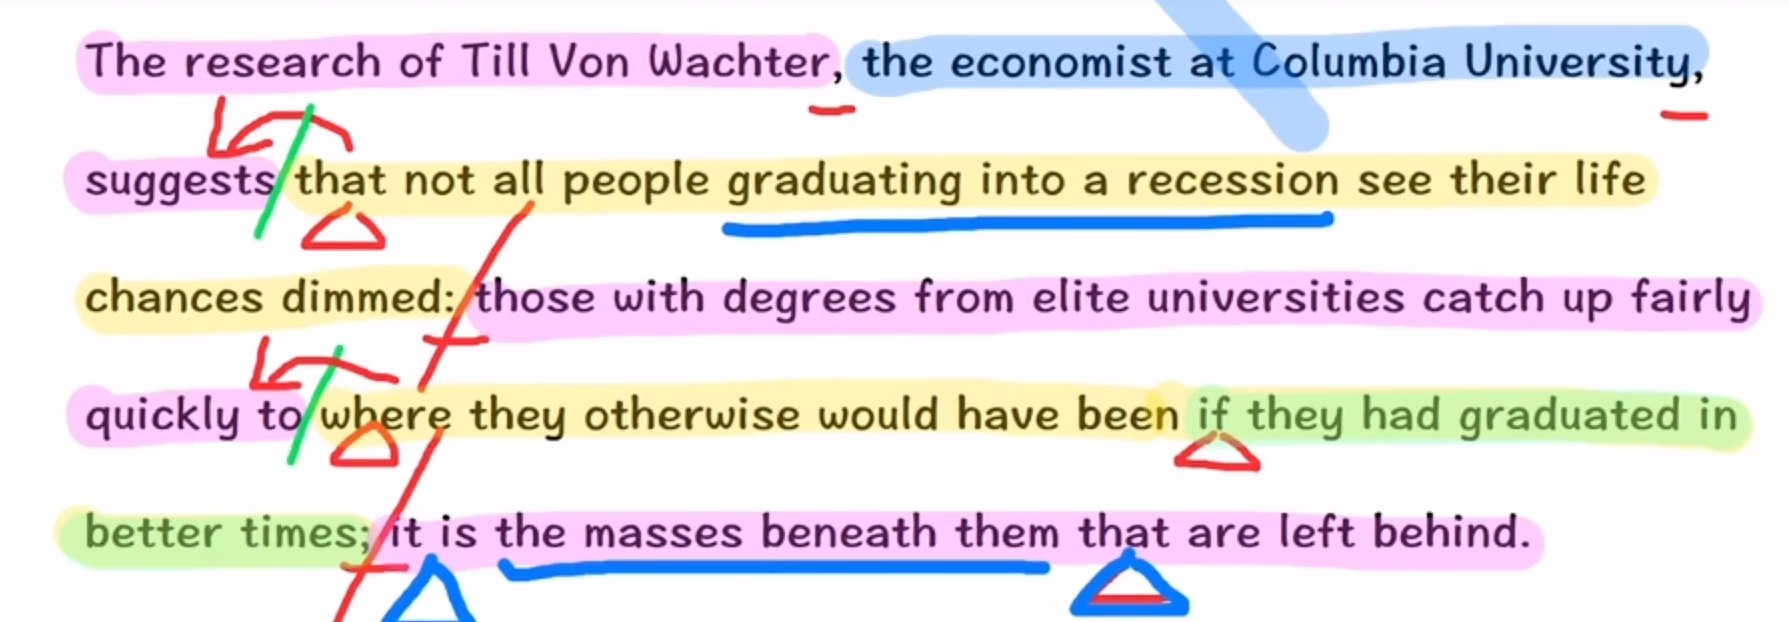 The research of Till Von Wachter, the economist at Columbia University,
suggests that not all people graduating into a recession see their life
chances dimmed: those with degrees from elite universities catch up fairly
quickly to where they otherwise would have been if they had graduated in
better times; it is the masses beneath them that are left behind.